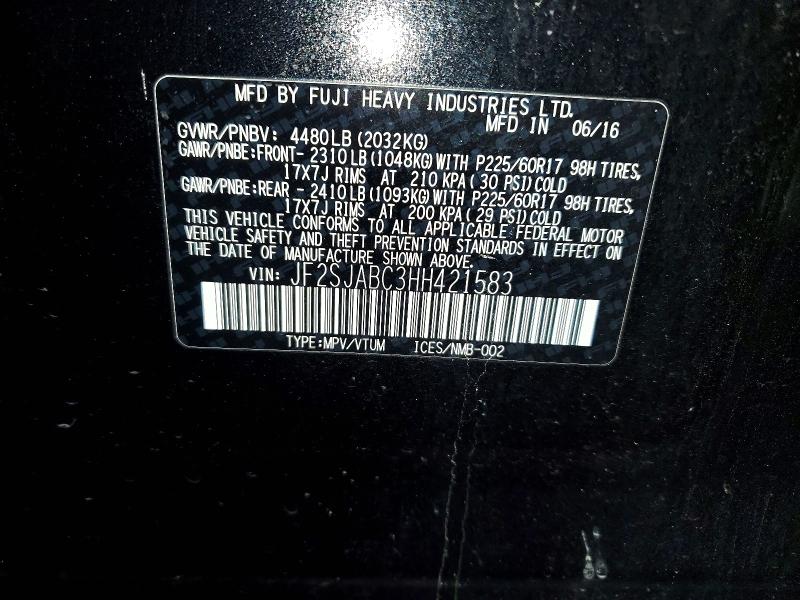 MFD BY FUJI HEAVY INDUSTRIES LTD.
MFD IN 06/16
GVWR/PNBV: 4480LB(2032KG)
GAWR/PNBE:FRONT- 2310LB(1048KG)WITH P225/60R17 98H TIRES,
17X7J RIMS AT 210 KPA(30 PSI)COLD
GAWR/PNBE:REAR - 2410LB(1093KG)WITH P225/60R17 98H TIRES,
17X7J RIMS AT 200 KPA(29 PSI)COLD
THIS VEHICLE CONFORMS TO ALL APPLICABLE FEDERAL MOTOR
VEHICLE SAFETY AND THEFT PREVENTION STANDARDS IN EFFECT ON
THE DATE OF MANUFACTURE SHOWN ABOVE.
VIN: JF2SJABC3HH421583
TYPE:MPV/VTUM ICES/NMB-002